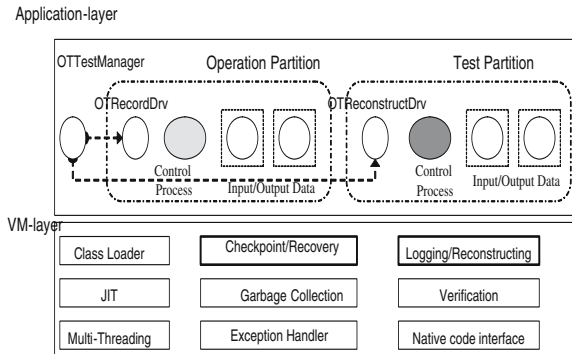 Application-layer
OTTestManager
Operation Partition
Test Partition
OTRecordDrv
OTReconstructDrv
Control
Process
Input/Output Data
Control
Process
Input/Output Data
VM-layer
Class Loader
Checkpoint/Recovery
Logging/Reconstructing
JIT
Garbage Collection
Verification
Multi-Threading
Exception Handler
Native code interface